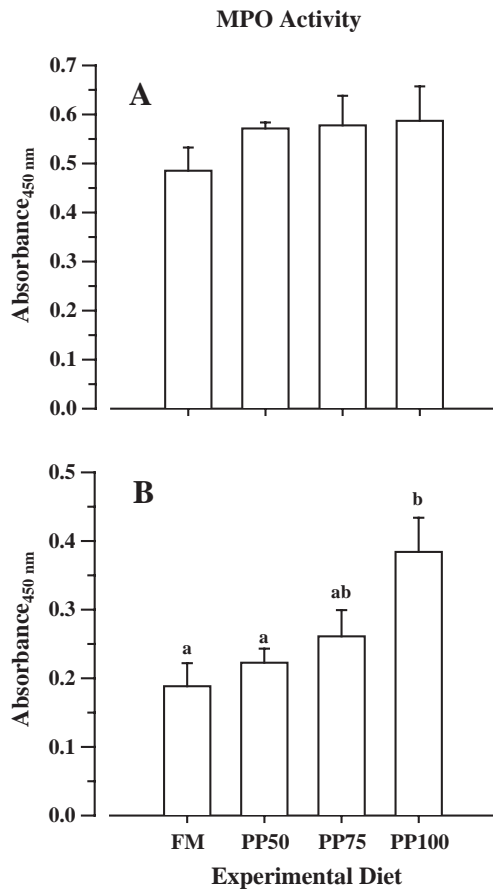 MPO Activity
A
Absorbance450 nm
0.7
0.6
0.5
0.4
0.3
0.2
0.1
0.0
B
Absorbance450 nm
0.5
0.4
0.3
0.2
0.1
0.0
a
a
ab
b
FM PP50 PP75 PP100
Experimental Diet